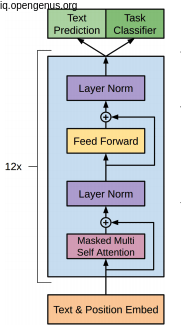 iq.opengenus.org
Text Task
Prediction Classifier
Layer Norm
Feed Forward
12x
Layer Norm
Masked Multi
Self Attention
Text & Position Embed